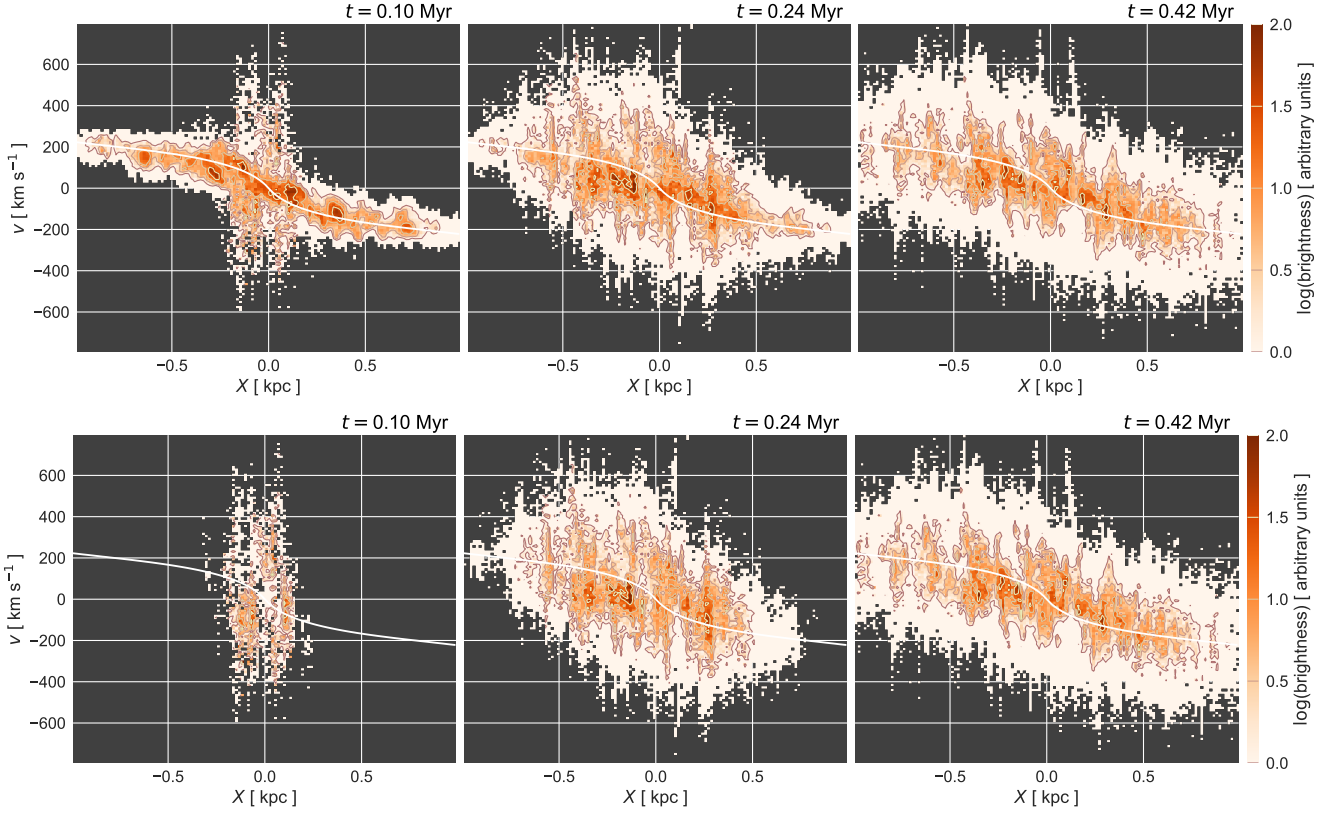 t = 0.10 Myr
t = 0.24 Myr
t = 0.42 Myr
600
400
200
0
−200
−400
−600
v [ km s⁻¹ ]
−0.5
0.0
0.5
X [ kpc ]
−0.5
0.0
0.5
X [ kpc ]
−0.5
0.0
0.5
X [ kpc ]
2.0
1.5
1.0
0.5
0.0
log(brightness) [ arbitrary units ]
t = 0.10 Myr
t = 0.24 Myr
t = 0.42 Myr
600
400
200
0
−200
−400
−600
v [ km s⁻¹ ]
−0.5
0.0
0.5
X [ kpc ]
−0.5
0.0
0.5
X [ kpc ]
−0.5
0.0
0.5
X [ kpc ]
2.0
1.5
1.0
0.5
0.0
log(brightness) [ arbitrary units ]